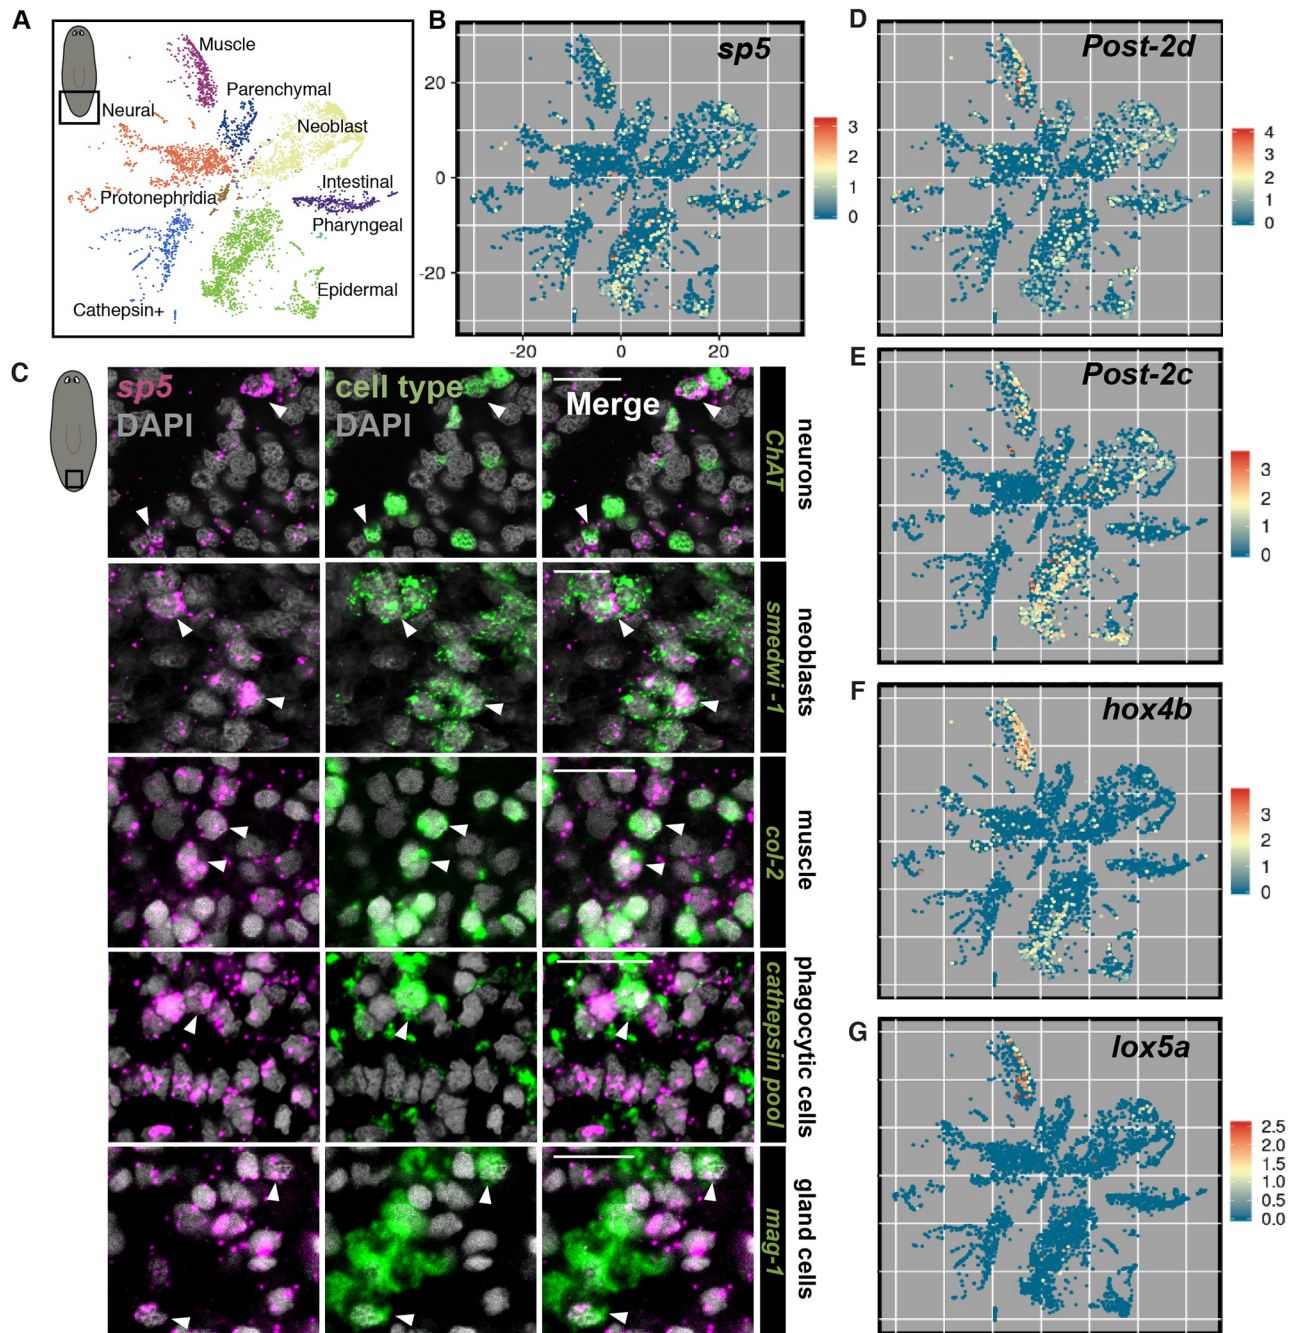 A
Muscle
Parenchymal
Neural
Neoblast
Protonephridia
Intestinal
Pharyngeal
Cathepsin+
Epidermal
B
sp5
20
0
-20
-20
0
20
3
2
1
0
C
sp5
DAPI
cell type
DAPI
Merge
ChAT
neurons
smedwi-1
neoblasts
col-2
muscle
cathepsin pool
phagocytic cells
mag-1
gland cells
D
Post-2d
4
3
2
1
0
E
Post-2c
3
2
1
0
F
hox4b
3
2
1
0
G
lox5a
2.5
2.0
1.5
1.0
0.5
0.0